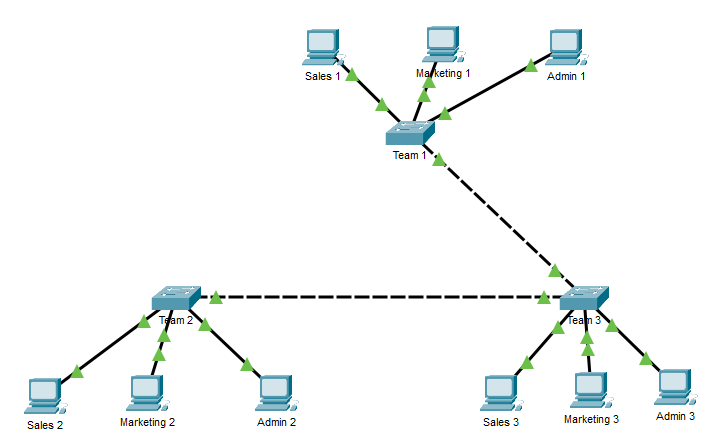 Sales 1
Marketing 1
Admin 1
Team 1
Team 2
Team 3
Sales 2
Marketing 2
Admin 2
Sales 3
Marketing 3
Admin 3